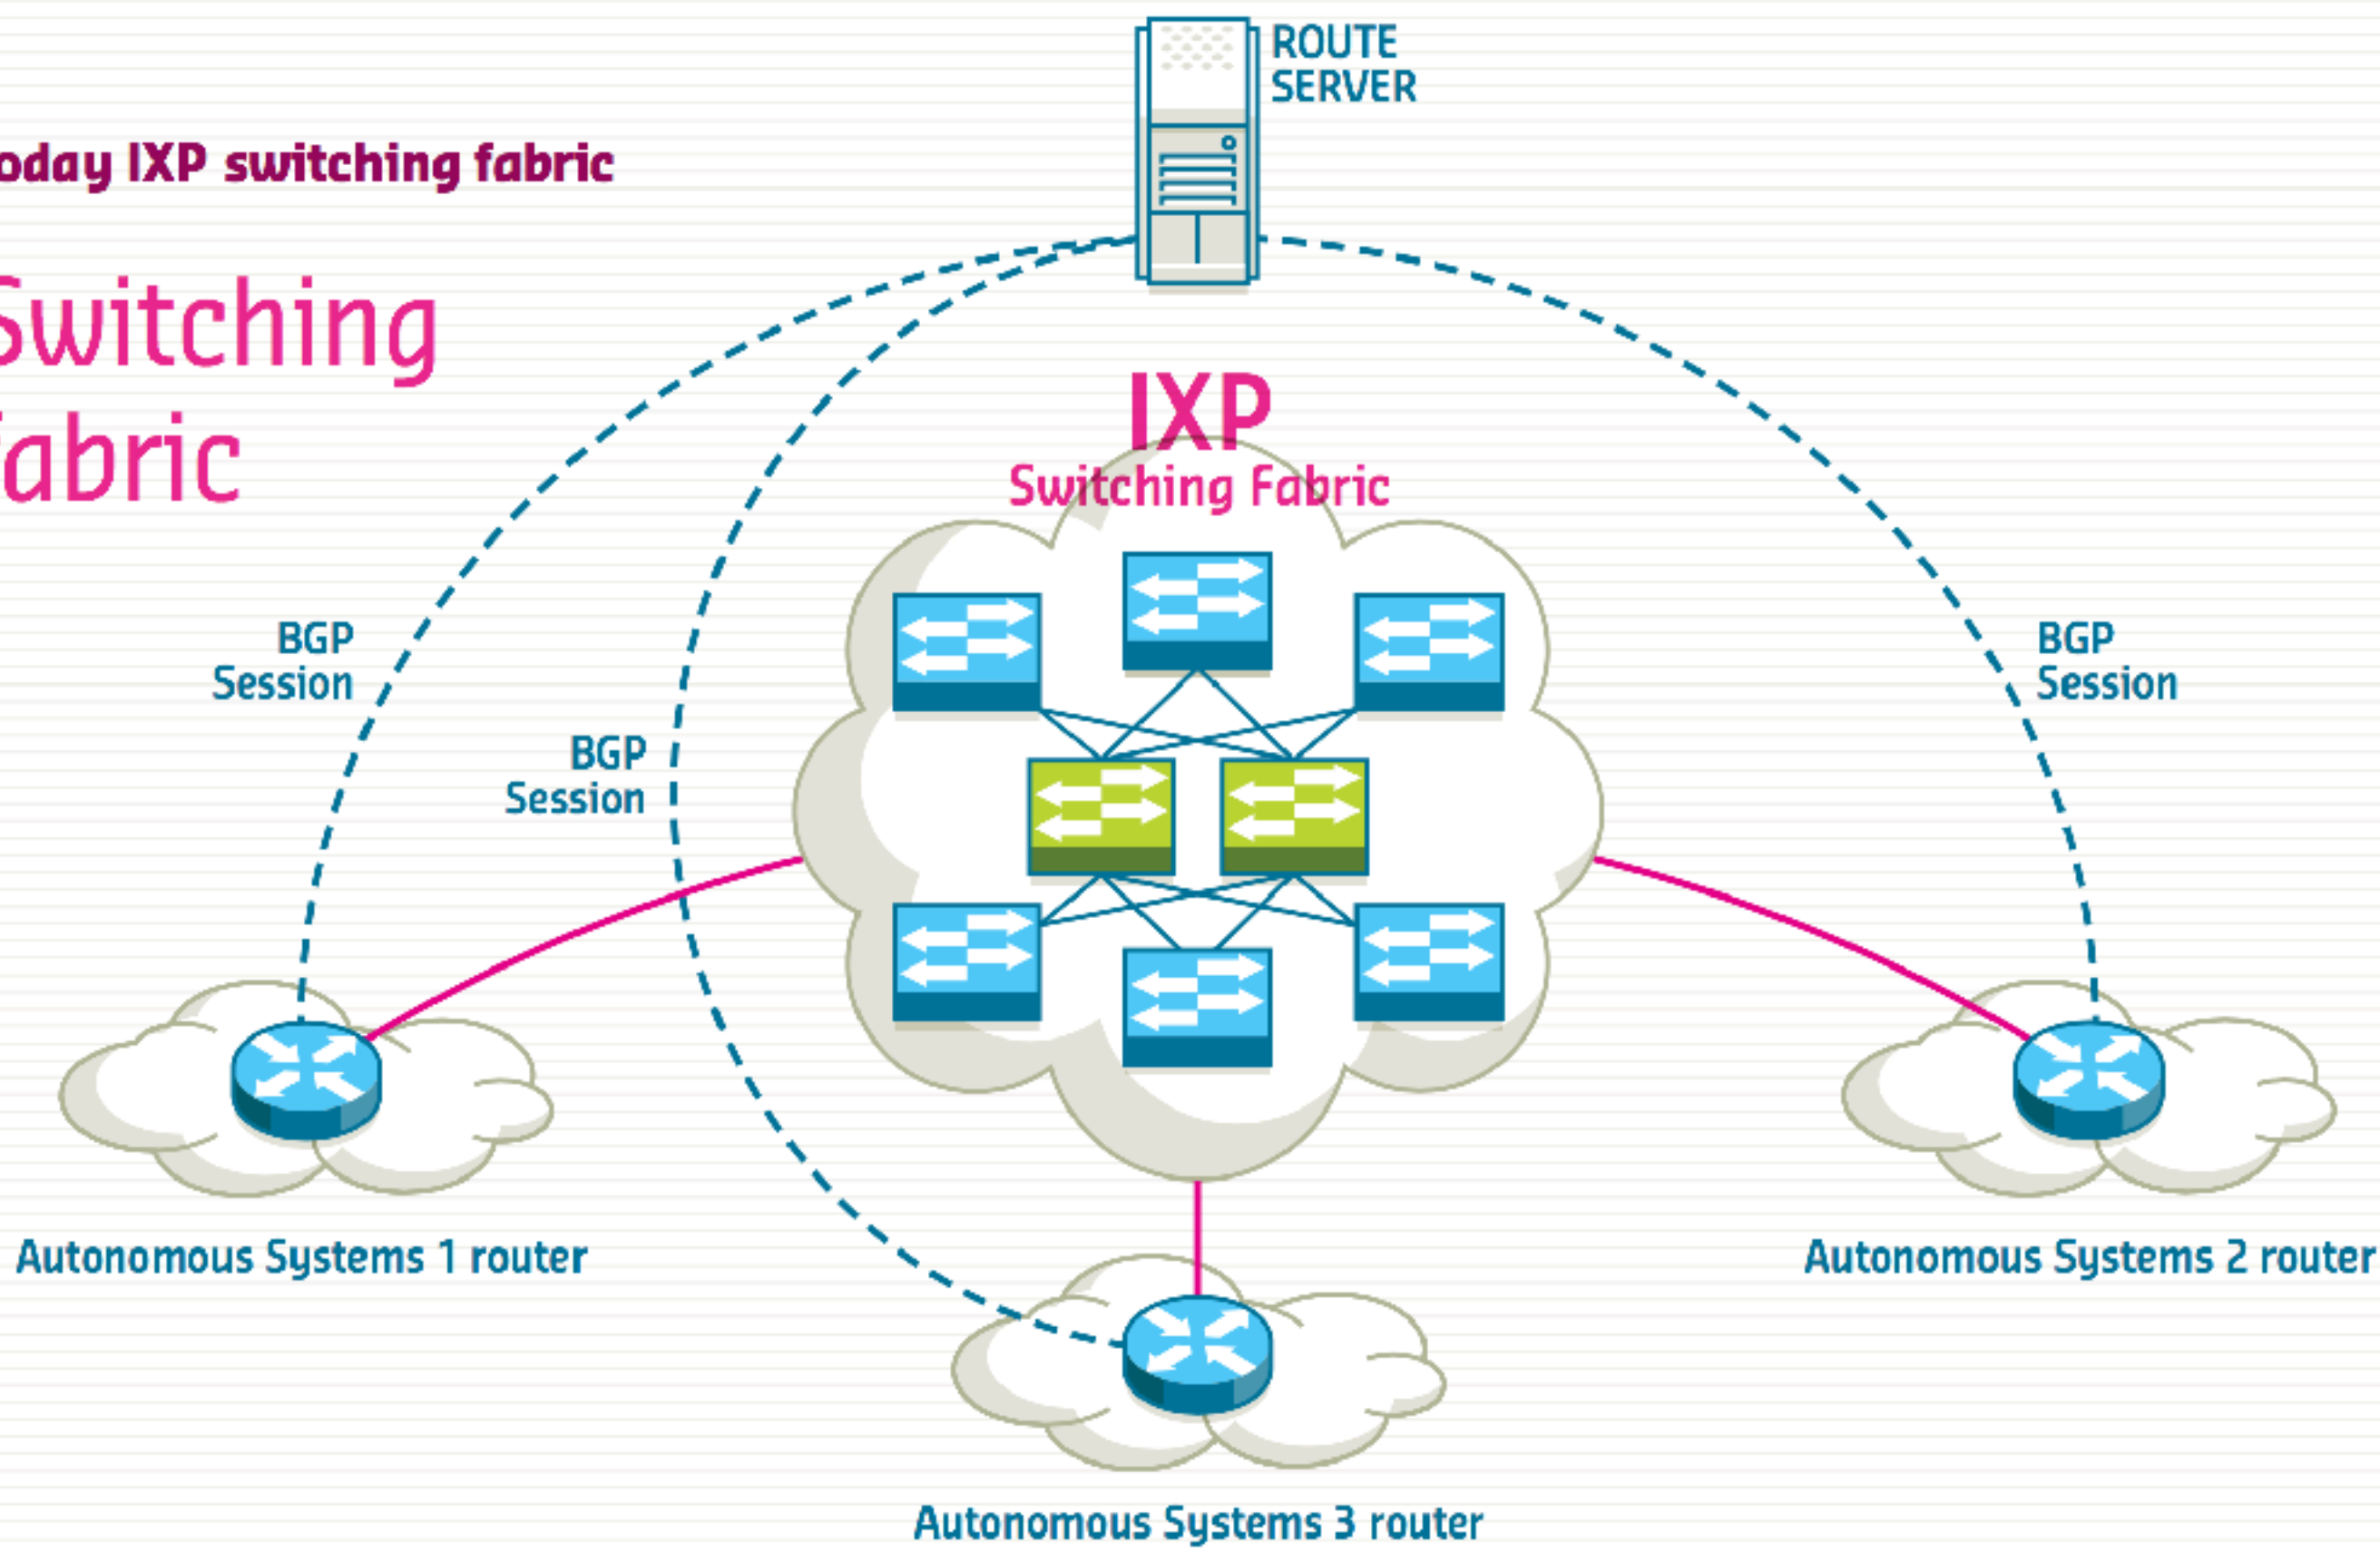 ROUTE
SERVER
oday IXP switching fabric
Switching
fabric
IXP
Switching Fabric
BGP
Session
BGP
Session
BGP
Session
Autonomous Systems 1 router
Autonomous Systems 2 router
Autonomous Systems 3 router